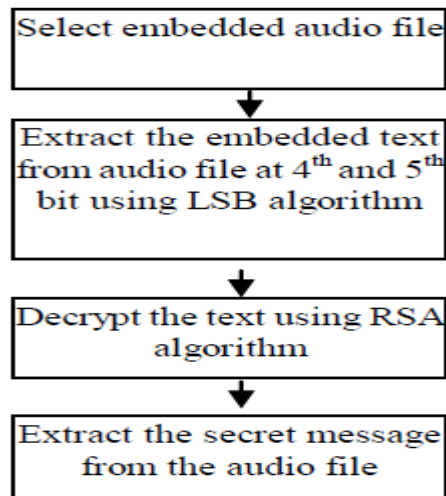 Select embedded audio file
Extract the embedded text
from audio file at 4th and 5th
bit using LSB algorithm
Decrypt the text using RSA
algorithm
Extract the secret message
from the audio file